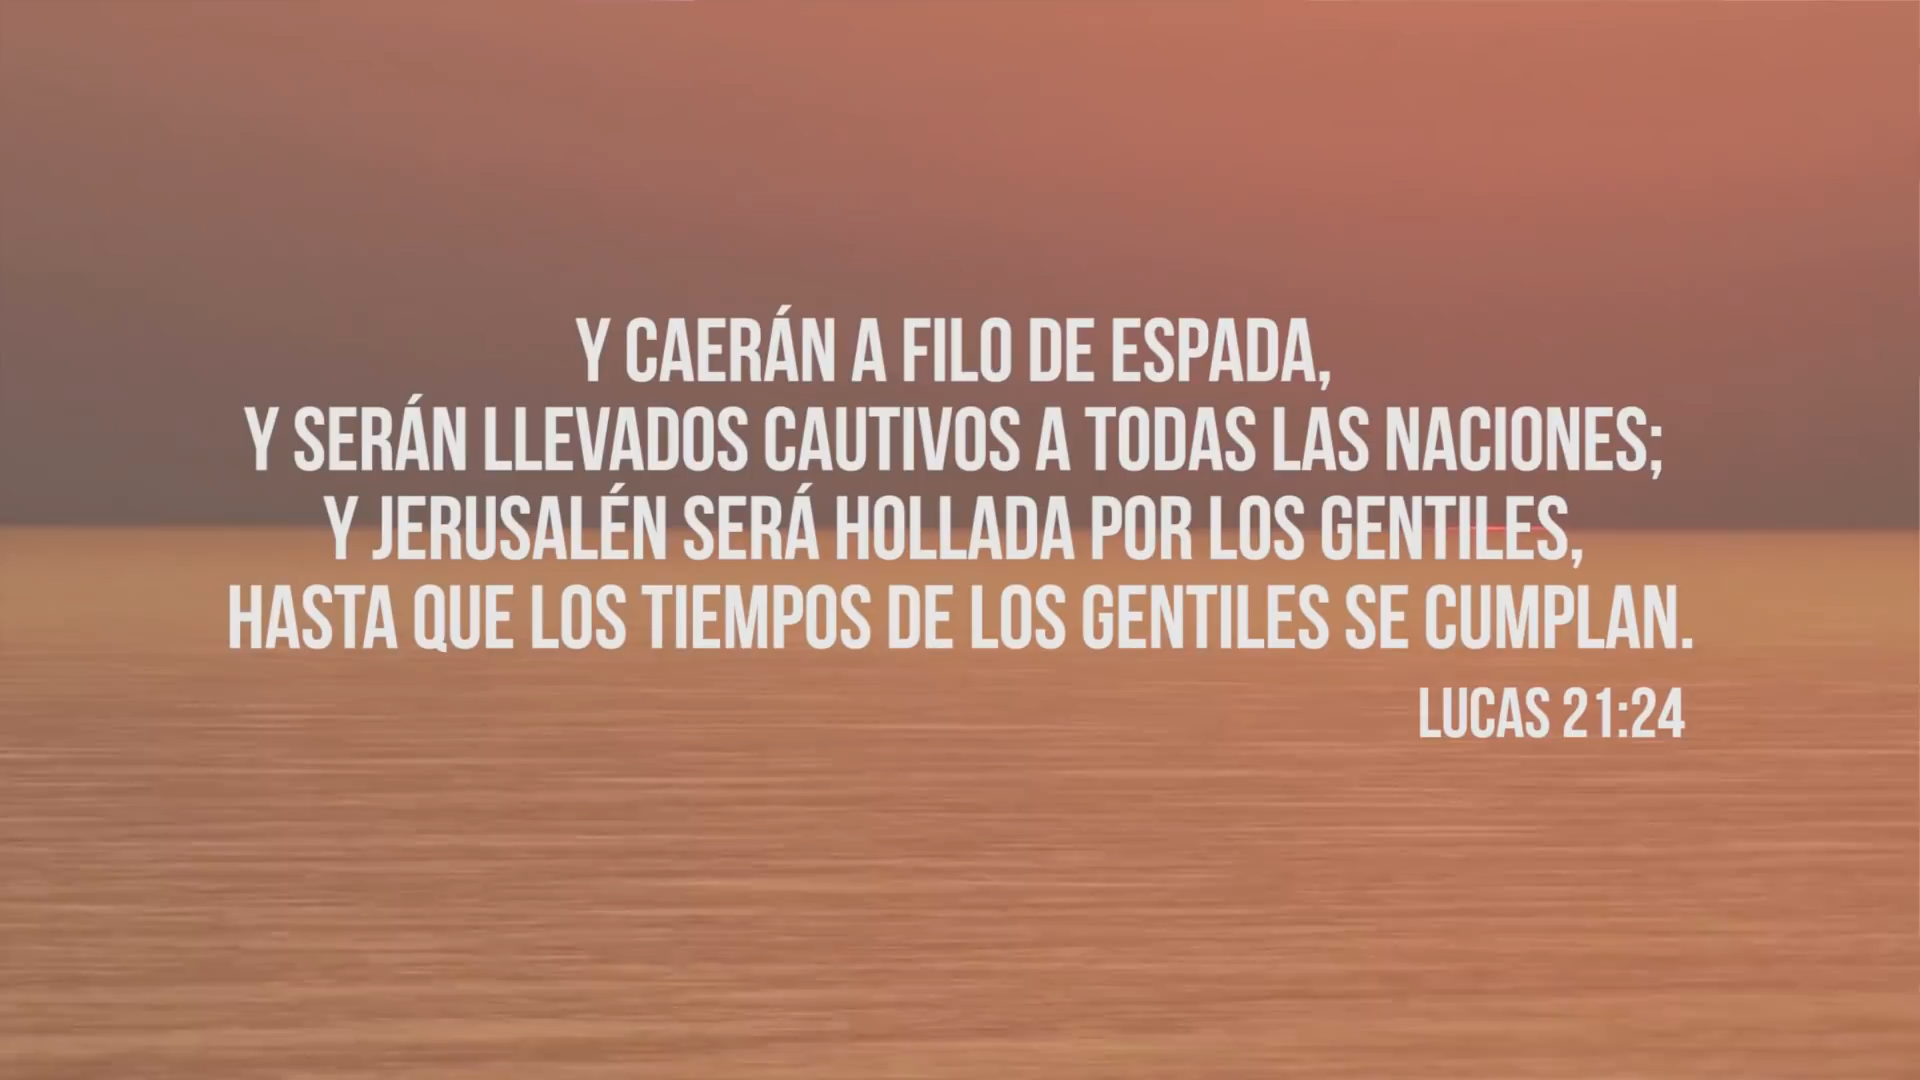 Y CAERÁN A FILO DE ESPADA,
Y SERÁN LLEVADOS CAUTIVOS A TODAS LAS NACIONES;
Y JERUSALÉN SERÁ HOLLADA POR LOS GENTILES,
HASTA QUE LOS TIEMPOS DE LOS GENTILES SE CUMPLAN.
LUCAS 21:24